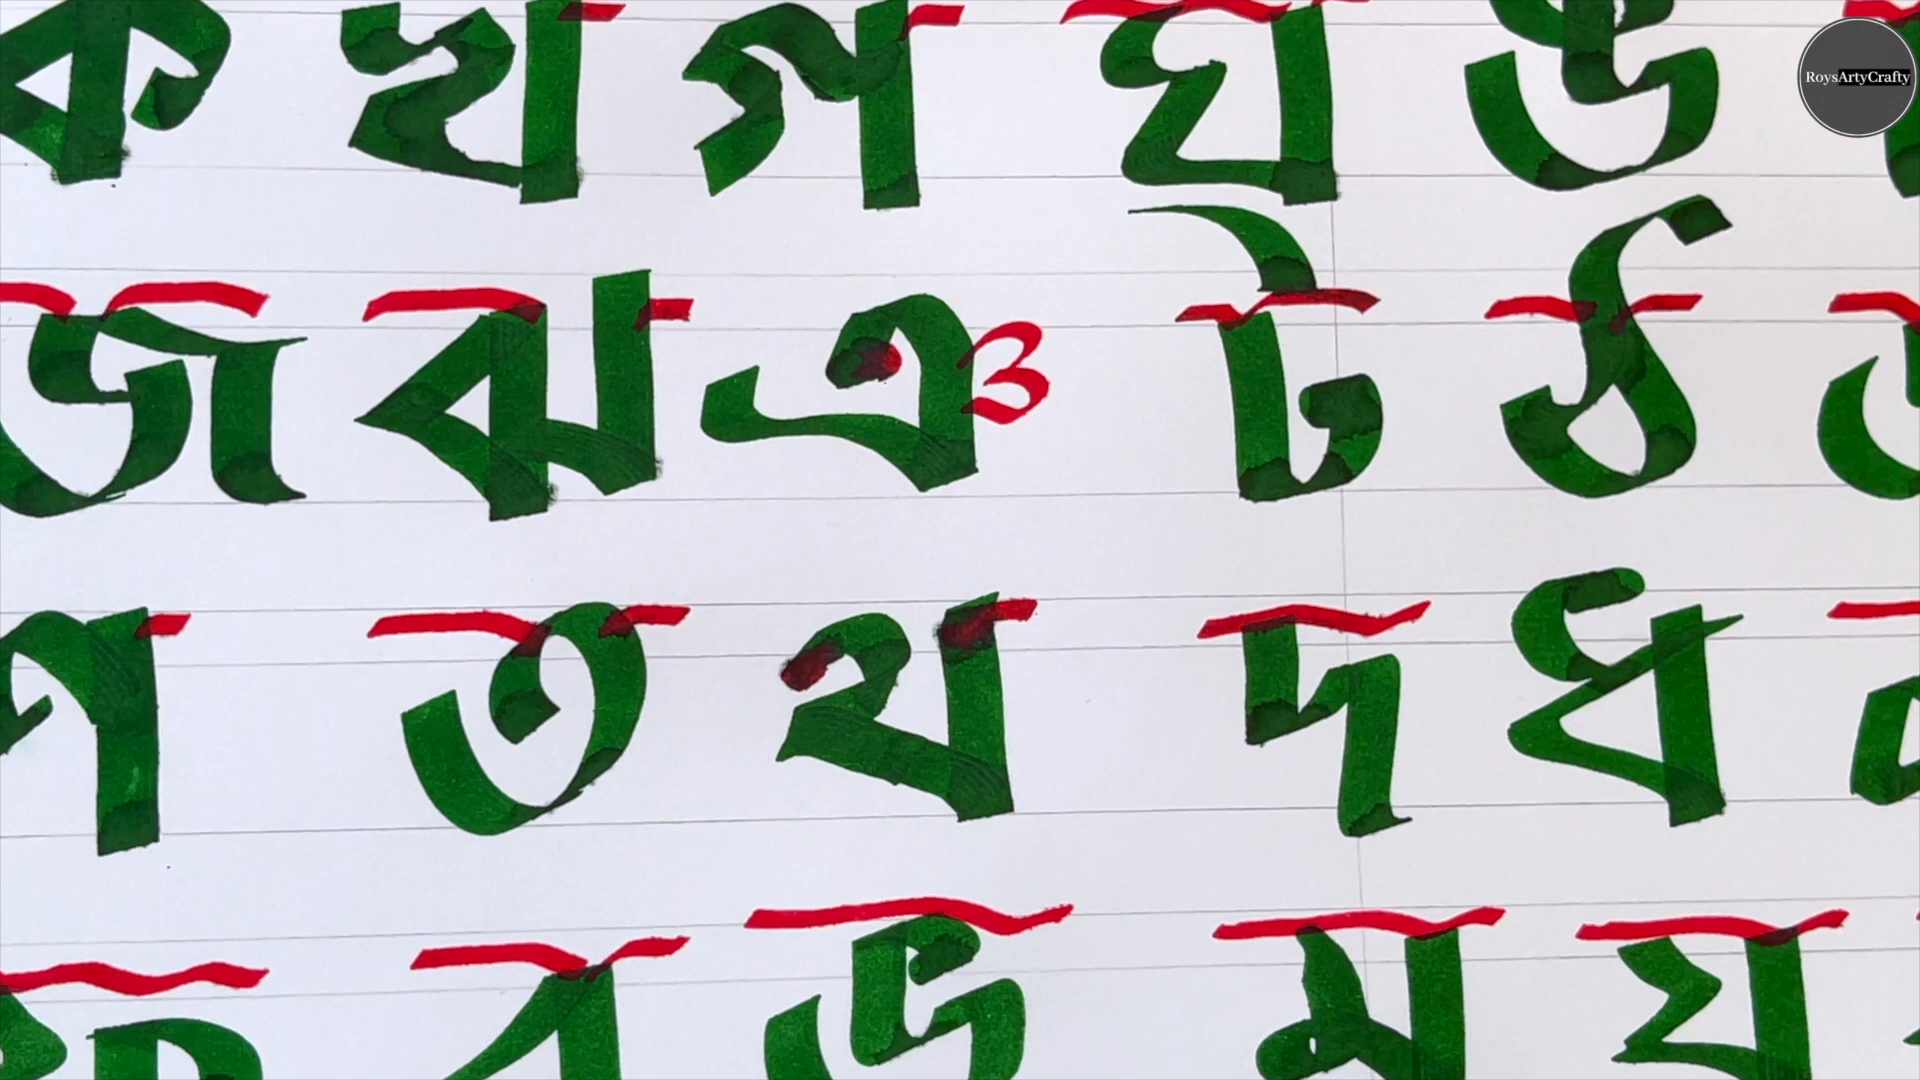 ক খ গ ঘ ঙ
RoysArtyCrafty
জ ঝ ঞ ট ঠ
ণ ত থ দ ধ
ফ ব ভ ম য